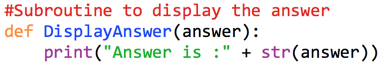 #Subroutine to display the answer
def DisplayAnswer(answer):
    print("Answer is :" + str(answer))